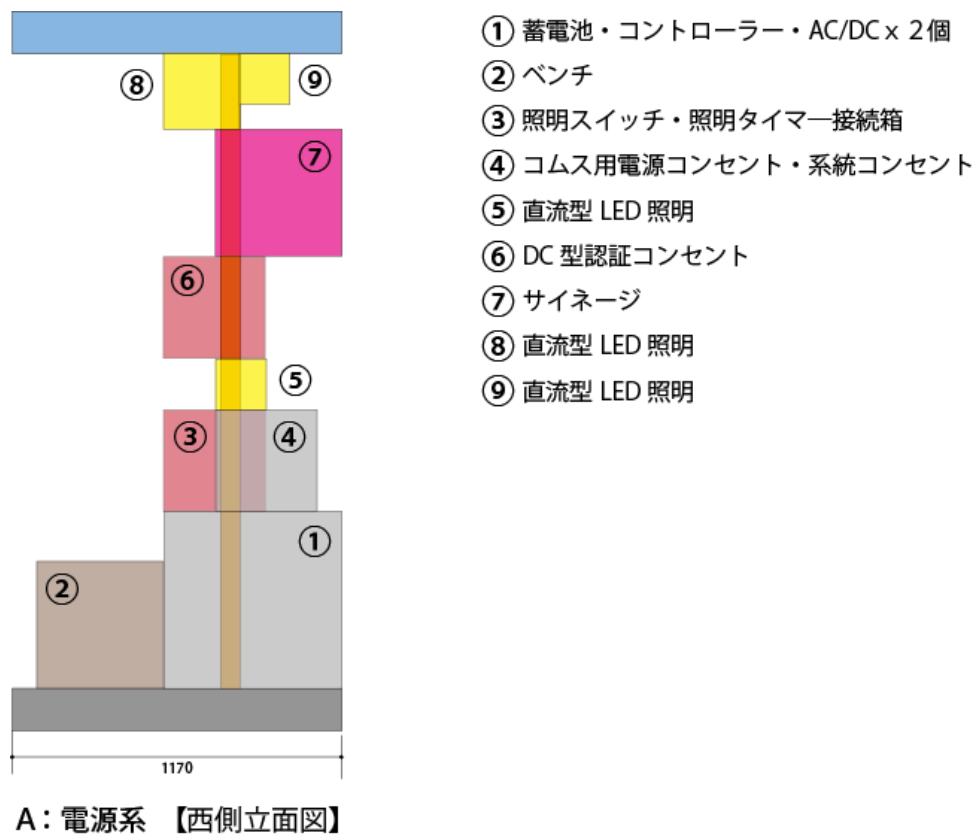 ① 蓄電池・コントローラー・AC/DC x 2個
② ベンチ
③ 照明スイッチ・照明タイマ―接続箱
④ コムス用電源コンセント・系統コンセント
⑤ 直流型 LED 照明
⑥ DC 型認証コンセント
⑦ サイネージ
⑧ 直流型 LED 照明
⑨ 直流型 LED 照明
⑧
⑨
⑦
⑥
⑤
③
④
①
②
1170
A：電源系 【西側立面図】